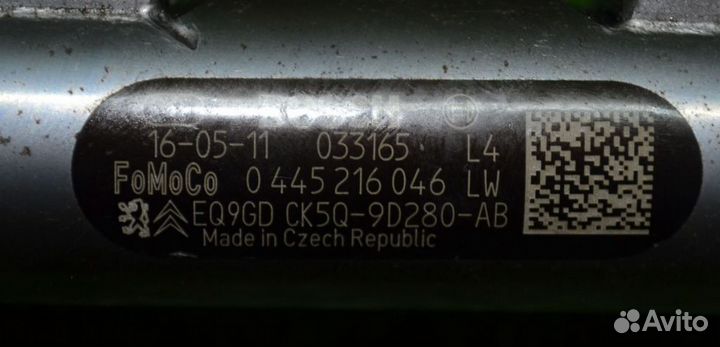 BOSCH
16-05-11 033165 L4
FoMoCo 0 445 216 046 LW
EQ9GD CK5Q-9D280-AB
Made in Czech Republic
Avito